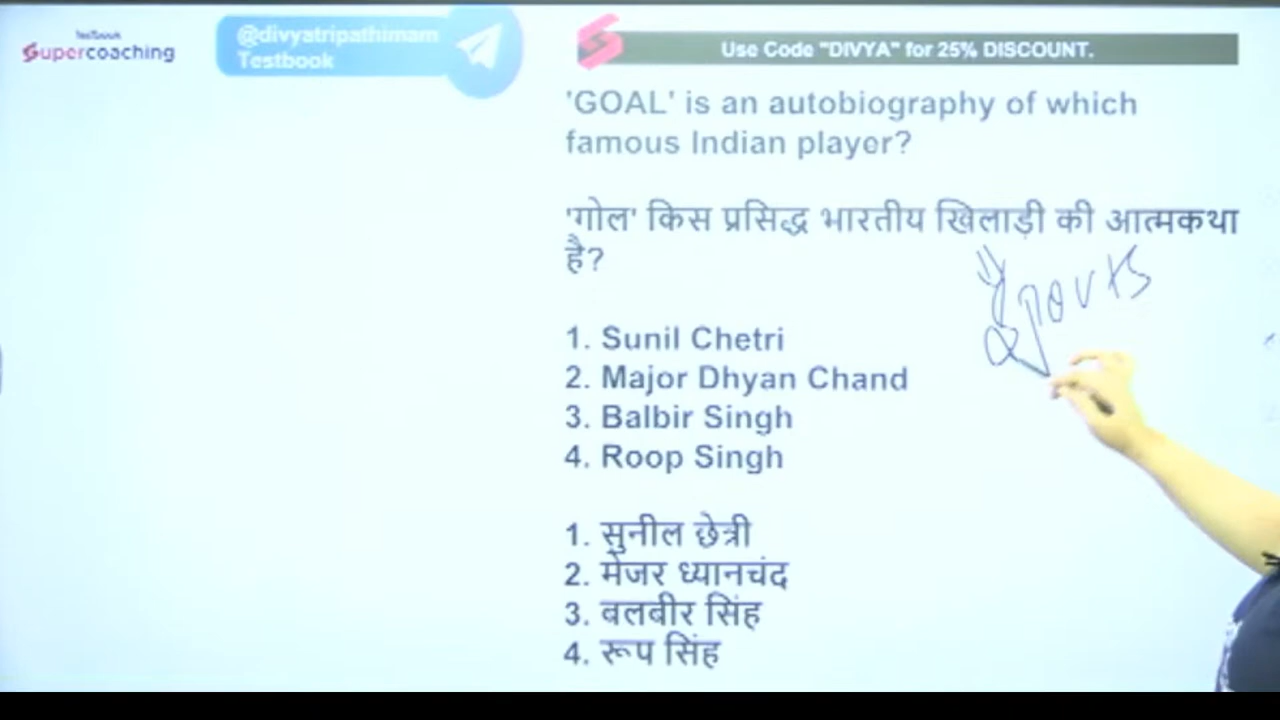 testbook
Supercoaching
@divyatripathimam
Testbook
Use Code "DIVYA" for 25% DISCOUNT.
'GOAL' is an autobiography of which
famous Indian player?
'गोल' किस प्रसिद्ध भारतीय खिलाड़ी की आत्मकथा
है?
Sports
1. Sunil Chetri
2. Major Dhyan Chand
3. Balbir Singh
4. Roop Singh
1. सुनील छेत्री
2. मेजर ध्यानचंद
3. बलबीर सिंह
4. रूप सिंह